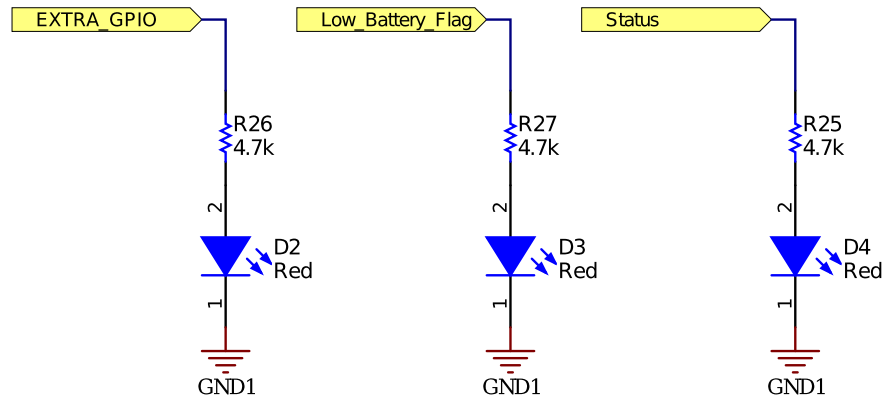 EXTRA_GPIO
Low_Battery_Flag
Status
R26
4.7k
R27
4.7k
R25
4.7k
2
2
2
D2
Red
D3
Red
D4
Red
1
1
1
GND1
GND1
GND1